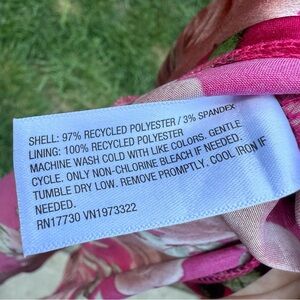 SHELL: 97% RECYCLED POLYESTER / 3% SPANDEX
LINING: 100% RECYCLED POLYESTER
MACHINE WASH COLD WITH LIKE COLORS. GENTLE
CYCLE. ONLY NON-CHLORINE BLEACH IF NEEDED.
TUMBLE DRY LOW. REMOVE PROMPTLY. COOL IRON IF
NEEDED.
RN17730 VN1973322